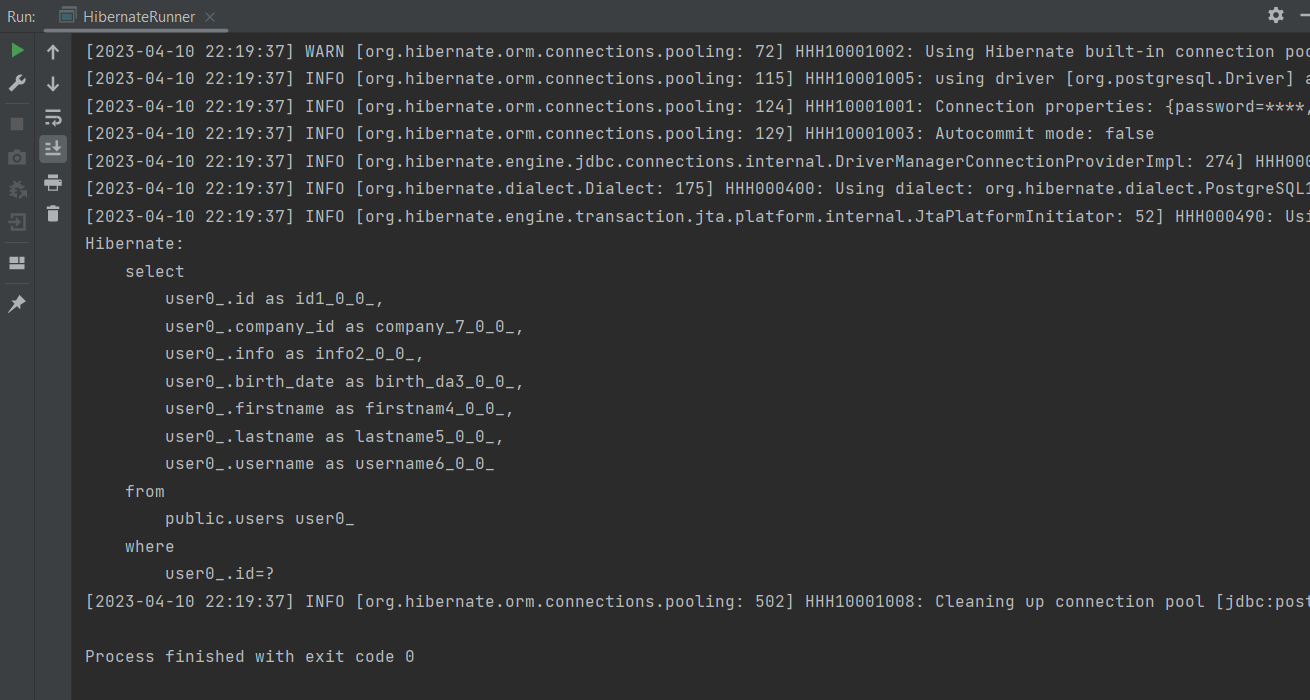 Run: HibernateRunner
[2023-04-10 22:19:37] WARN [org.hibernate.orm.connections.pooling: 72] HHH10001002: Using Hibernate built-in connection
[2023-04-10 22:19:37] INFO [org.hibernate.orm.connections.pooling: 115] HHH10001005: using driver [org.postgresql.Driver]
[2023-04-10 22:19:37] INFO [org.hibernate.orm.connections.pooling: 124] HHH10001001: Connection properties: {password=****,
[2023-04-10 22:19:37] INFO [org.hibernate.orm.connections.pooling: 129] HHH10001003: Autocommit mode: false
[2023-04-10 22:19:37] INFO [org.hibernate.engine.jdbc.connections.internal.DriverManagerConnectionProviderImpl: 274]
[2023-04-10 22:19:37] INFO [org.hibernate.dialect.Dialect: 175] HHH000400: Using dialect: org.hibernate.dialect.PostgreSQL1
[2023-04-10 22:19:37] INFO [org.hibernate.engine.transaction.jta.platform.internal.JtaPlatformInitiator: 52] HHH000490:
Hibernate:
select
user0_.id as id1_0_0_,
user0_.company_id as company_7_0_0_,
user0_.info as info2_0_0_,
user0_.birth_date as birth_da3_0_0_,
user0_.firstname as firstnam4_0_0_,
user0_.lastname as lastname5_0_0_,
user0_.username as username6_0_0_
from
public.users user0_
where
user0_.id=?
[2023-04-10 22:19:37] INFO [org.hibernate.orm.connections.pooling: 502] HHH10001008: Cleaning up connection pool [jdbc:post
Process finished with exit code 0